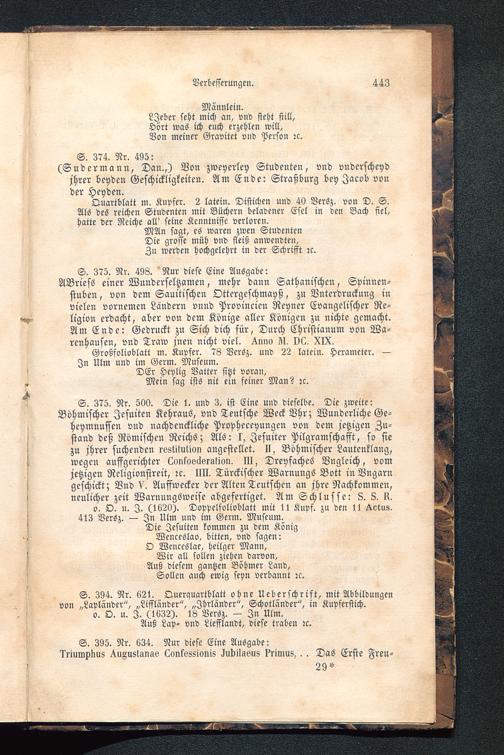 Verbesserungen. 443
Männlein.
LJeber seht mich an, vnd steht still,
Hört was ich euch erzehlen will,
Von meiner Gravitet vnd Person ꝛc.
S. 374. Nr. 495:
(Sudermann, Dan.,) Von zweyerley Studenten, vnd vnderscheyd
jhrer beyden Geschickligkeiten. Am Ende: Straßburg bey Jacob von
der Heyden.
Quartblatt m. Kupfer. 2 latein. Distichen und 40 Versz. von D. S.
Als des reichen Studenten mit Büchern beladener Esel in den Bach fiel,
hatte der Reiche all' seine Kenntnisse verloren.
MAn sagt, es waren zween Studenten
Die grosse müh vnd fleiß anwendten,
Zu werden hochgelehrt in der Schrifft ꝛc.
S. 375. Nr. 498. Nur diese Eine Ausgabe:
ABriess einer Wunderseltzamen, mehr dann Sathanischen, Spinnen-
stuben, von dem Sauitischen Ottergeschmayß, zu Vnterdruckung in
vielen vornemen Ländern vnnd Provincien Reyner Evangelischer Re-
ligion erdacht, aber von dem Könige aller Königen zu nichte gemacht.
Am Ende: Gedruckt zu Sich dich für, Durch Christianum von Wa-
renhausen, vnd Traw jnen nicht viel. Anno M. DC. XIX.
Großfolioblatt m. Kupfer. 78 Versz. und 22 latein. Hexameter. —
In Ulm und im Germ. Museum.
DEr Heylig Vatter sitzt voran,
Mein sag ists nit ein feiner Man? ꝛc.
S. 375. Nr. 500. Die 1. und 3. ist Eine und dieselbe. Die zweite:
Böhmischer Jesuiten Kehraus, vnd Teutsche Weck Vhr; Wunderliche Ge-
heymnussen vnd nachdenckliche Propheceyungen von dem jetzigen Zu-
stand deß Römischen Reichs; Als: I, Jesuiter Pilgramschafft, so sie
zu jhrer suchenden restitution angestellet. II, Böhmischer Lautenklang,
wegen auffgerichter Confoederation. III, Dreyfaches Vngleich, vom
jetzigen Religionstreit, ꝛc. IIII. Türckischer Warnungs Bott in Vngarn
geschickt; Vnd V. Auffwecker der Alten Teutschen an jhre Nachkommen,
neulicher zeit Warnungsweise abgefertiget. Am Schlusse: S. S. R.
o. O. u. J. (1620). Doppelfolioblatt mit 11 Kupf. zu den 11 Actus.
413 Versz. — In Ulm und im Germ. Museum.
Die Jesuiten kommen zu dem König
Wenceslao, bitten, vnd sagen:
O Wenceslae, heilger Mann,
Wir all sollen ziehen darvon,
Auß diesem gantzen Böhmer Land,
Sollen auch ewig seyn verbannt ꝛc.
S. 394. Nr. 621. Querquartblatt ohne Ueberschrift, mit Abbildungen
von „Lapländer“, „Liffländer“, „Jhrländer“, Schotländer“, in Kupferstich.
o. O. u. J. (1632). 18 Versz. — In Ulm.
Auß Lap- vnd Liefflandt, diese traben ꝛc.
S. 395. Nr. 634. Nur diese Eine Ausgabe:
Triumphus Augustanae Confessionis Jubilaeus Primus, . . Das Erste Freu-
29*